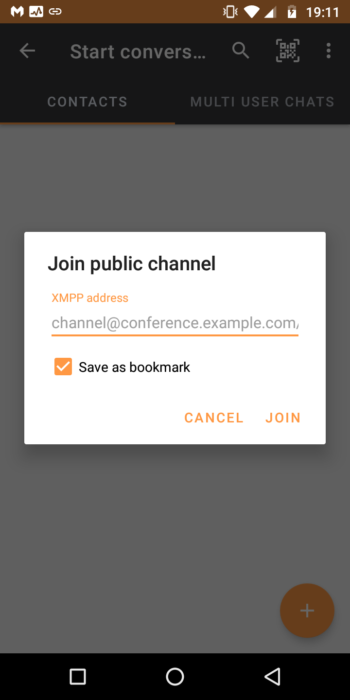 19:11
Start convers...
CONTACTS MULTI USER CHATS
Join public channel
XMPP address
channel@conference.example.com/
Save as bookmark
CANCEL JOIN